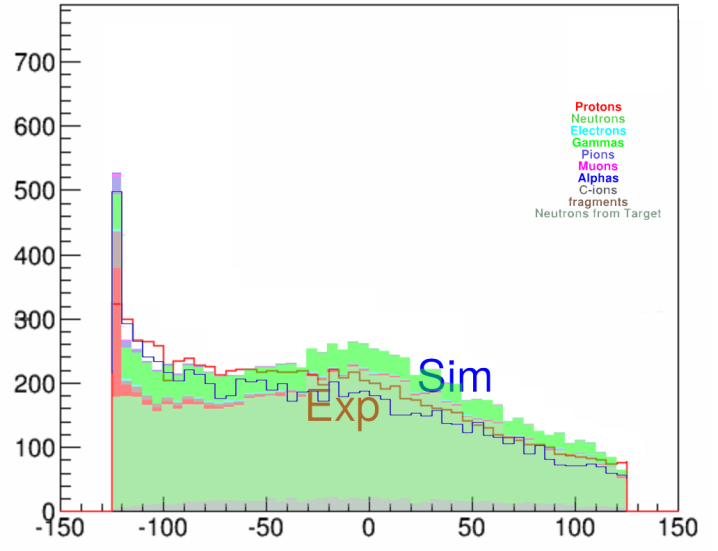 700
600
500
400
300
200
100
0
Protons
Neutrons
Electrons
Gammas
Pions
Muons
Alphas
C-ions
fragments
Neutrons from Target
Sim
Exp
-150 -100 -50 0 50 100 150